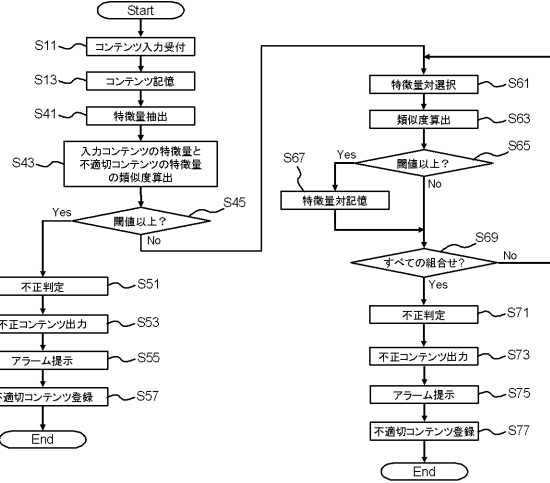 Start
S11
コンテンツ入力受付
S13
コンテンツ記憶
S41
特徴量抽出
S43
入力コンテンツの特徴量と
不適切コンテンツの特徴量
の類似度算出
S45
閾値以上？
Yes
No
不正判定
S51
不正コンテンツ出力
S53
アラーム提示
S55
不適切コンテンツ登録
S57
End
特徴量対選択
S61
類似度算出
S63
S65
閾値以上？
Yes
No
S67
特徴量対記憶
S69
すべての組合せ？
No
Yes
不正判定
S71
不正コンテンツ出力
S73
アラーム提示
S75
不適切コンテンツ登録
S77
End